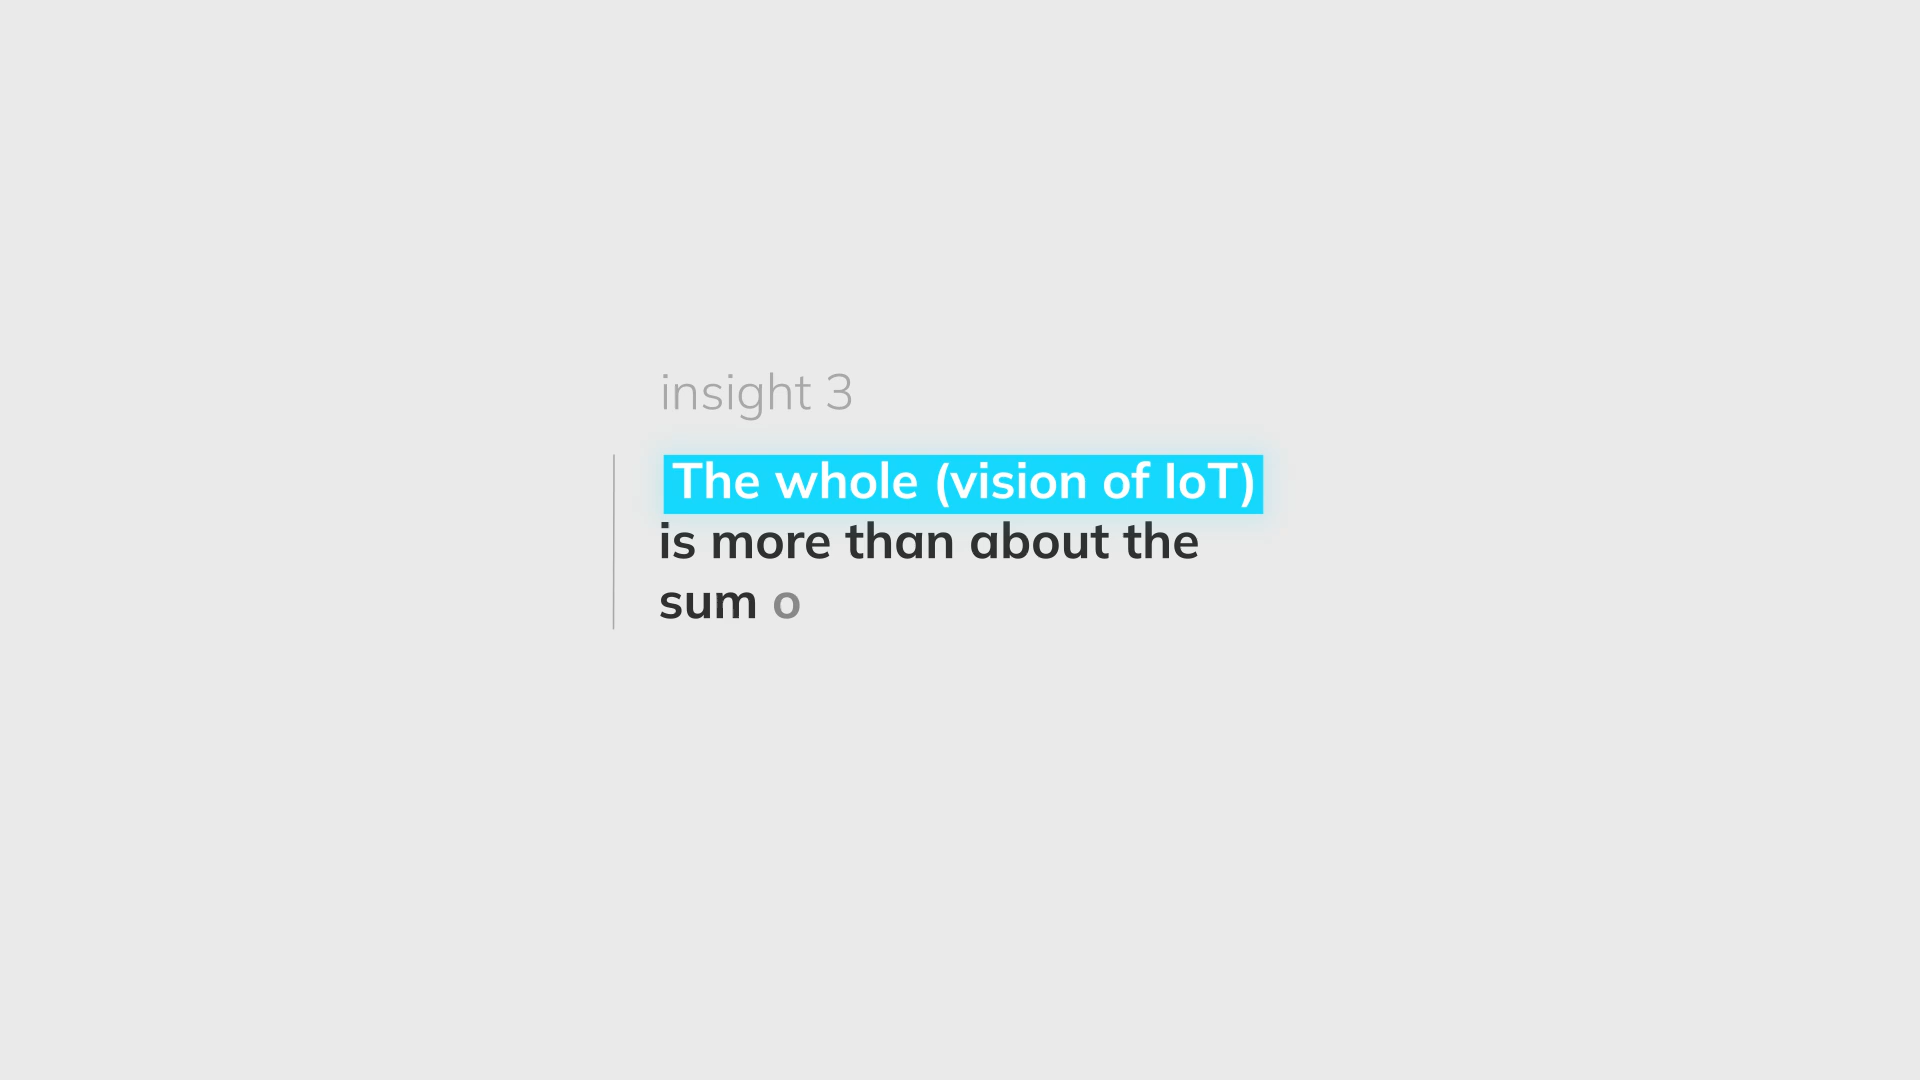 insight 3
The whole (vision of IoT)
is more than about the
sum o